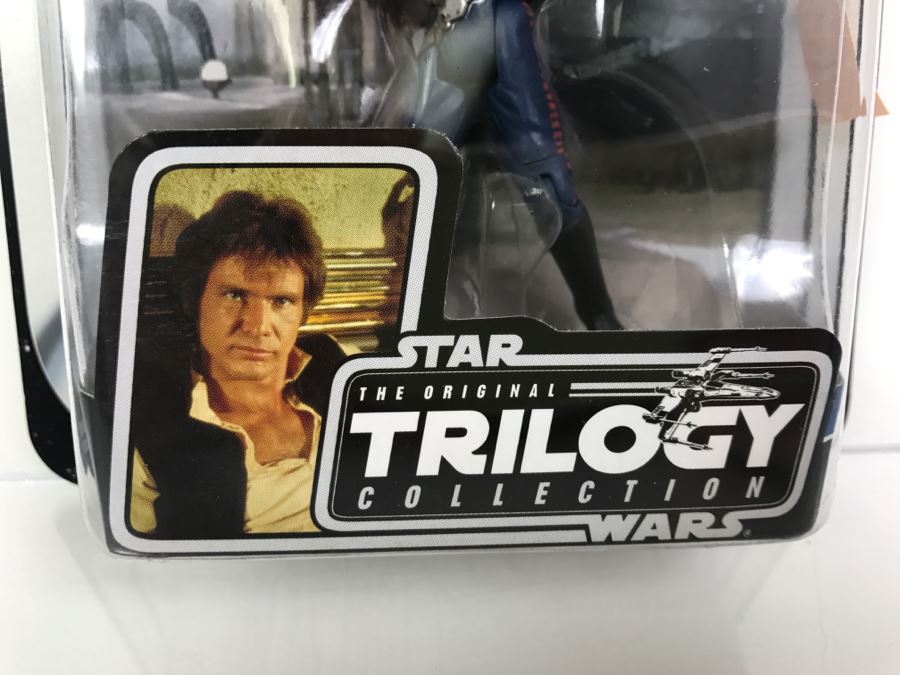 STAR
THE ORIGINAL
TRILOGY
COLLECTION
WARS®